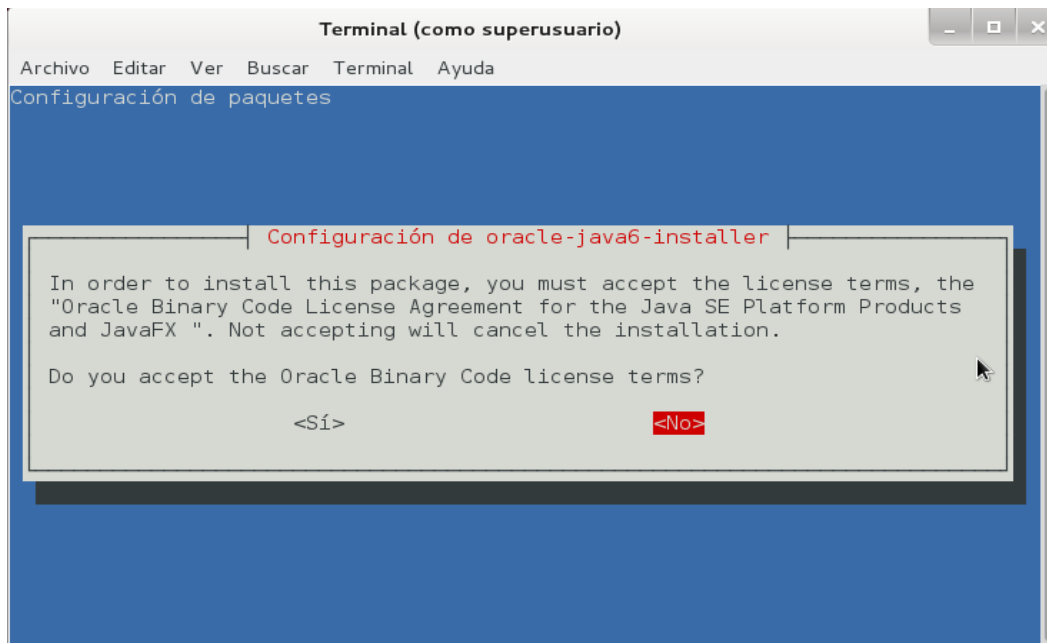 Terminal (como superusuario)
Archivo Editar Ver Buscar Terminal Ayuda
Configuración de paquetes
Configuración de oracle-java6-installer
In order to install this package, you must accept the license terms, the
"Oracle Binary Code License Agreement for the Java SE Platform Products
and JavaFX ". Not accepting will cancel the installation.
Do you accept the Oracle Binary Code license terms?
<Sí> <No>